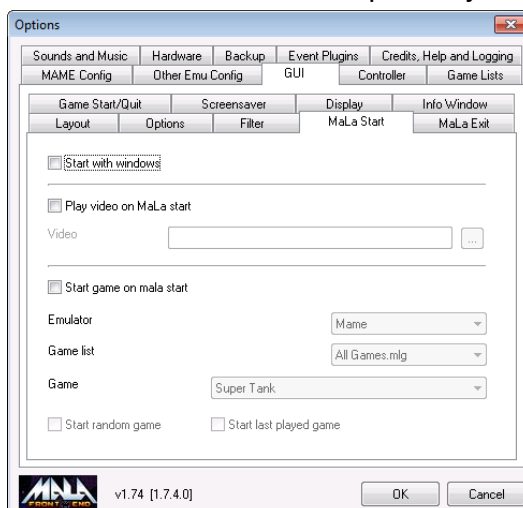 Options
Sounds and Music Hardware Backup Event Plugins Credits, Help and Logging
MAME Config Other Emu Config GUI Controller Game Lists
Game Start/Quit Screensaver Display Info Window
Layout Options Filter MaLa Start MaLa Exit
Start with windows
Play video on MaLa start
Video ...
Start game on mala start
Emulator Mame
Game list All Games.mlg
Game Super Tank
Start random game Start last played game
MALA
FRONT END
v1.74 [1.7.4.0] OK Cancel